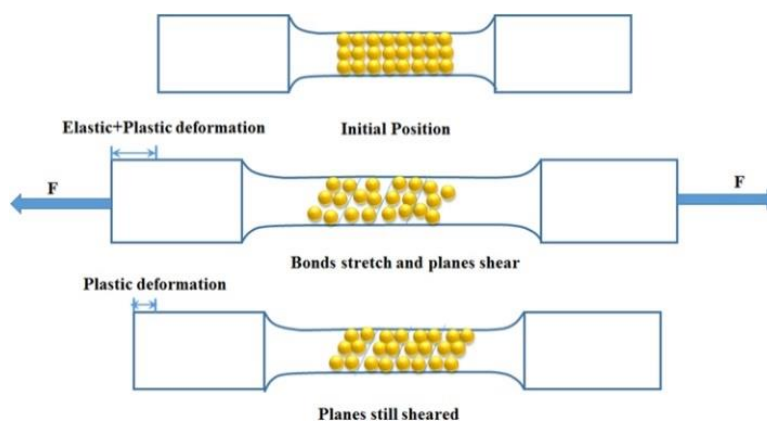 Elastic+Plastic deformation
Initial Position
F
F
Bonds stretch and planes shear
Plastic deformation
Planes still sheared